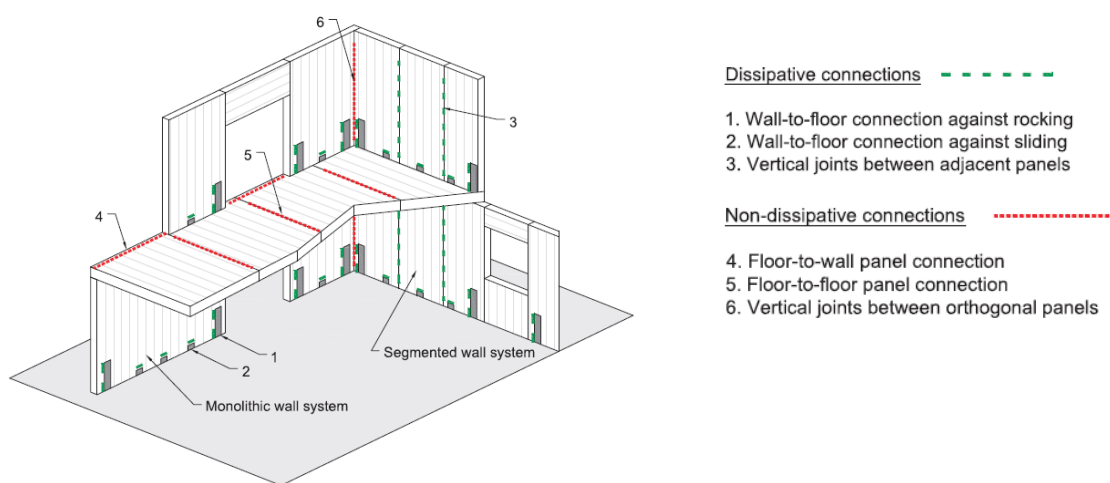 6
3
5
4
1
2
Segmented wall system
Monolithic wall system
Dissipative connections
1. Wall-to-floor connection against rocking
2. Wall-to-floor connection against sliding
3. Vertical joints between adjacent panels
Non-dissipative connections
4. Floor-to-wall panel connection
5. Floor-to-floor panel connection
6. Vertical joints between orthogonal panels